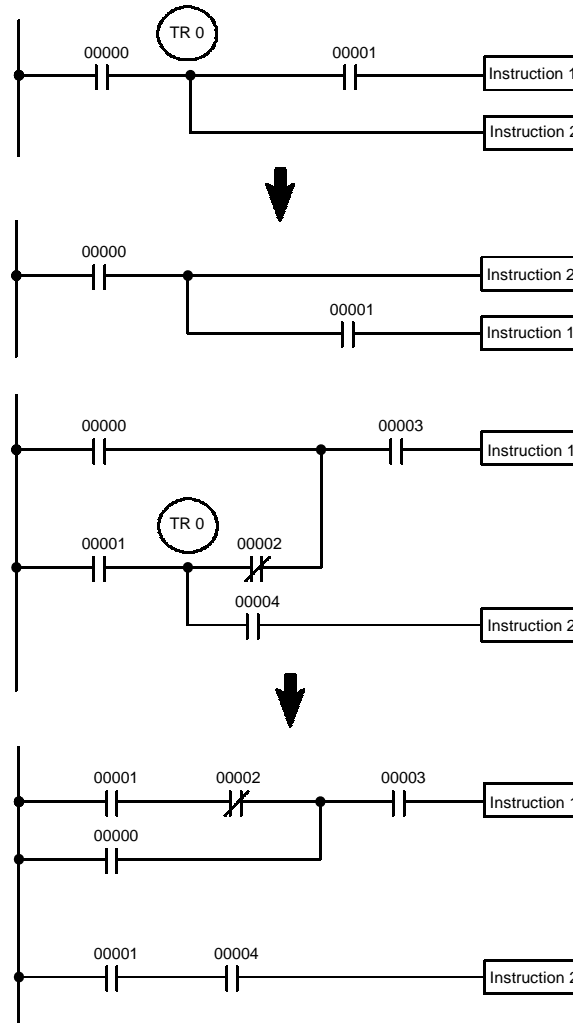 TR 0
00000 00001
Instruction 1
Instruction 2
00000
Instruction 2
00001
Instruction 1
00000 00003
Instruction 1
TR 0
00001 00002
00004
Instruction 2
00001 00002 00003
Instruction 1
00000
00001 00004
Instruction 2